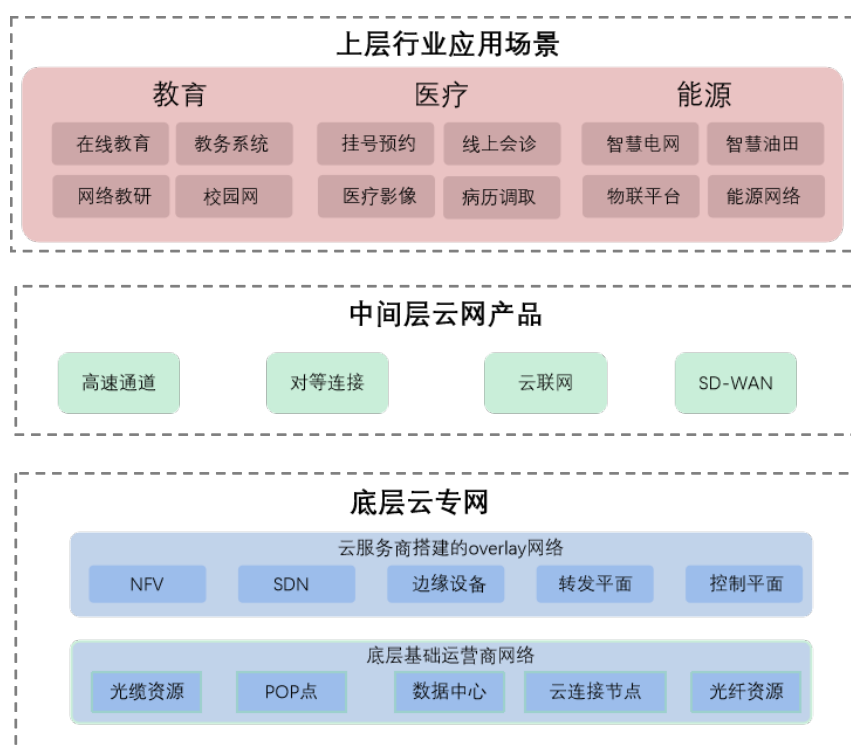 上层行业应用场景
教育 医疗 能源
在线教育 教务系统 挂号预约 线上会诊 智慧电网 智慧油田
网络教研 校园网 医疗影像 病历调取 物联平台 能源网络
中间层云网产品
高速通道 对等连接 云联网 SD-WAN
底层云专网
云服务商搭建的overlay网络
NFV SDN 边缘设备 转发平面 控制平面
底层基础运营商网络
光缆资源 POP点 数据中心 云连接节点 光纤资源